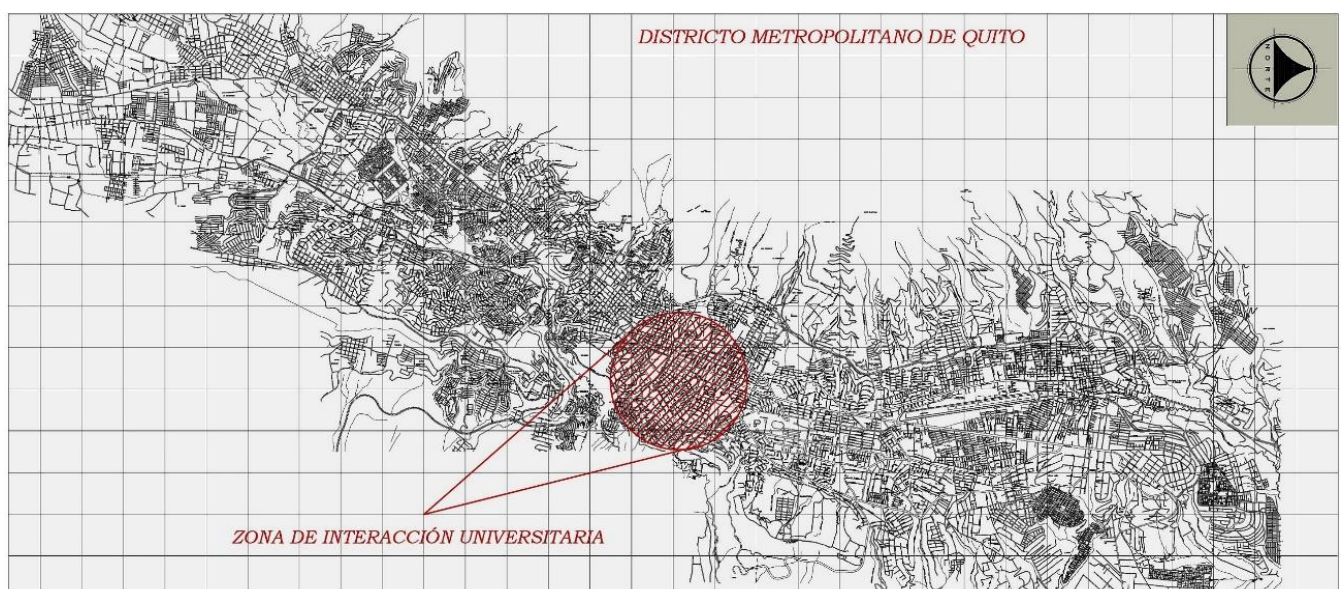 DISTRICTO METROPOLITANO DE QUITO
NORTE
ZONA DE INTERACCIÓN UNIVERSITARIA